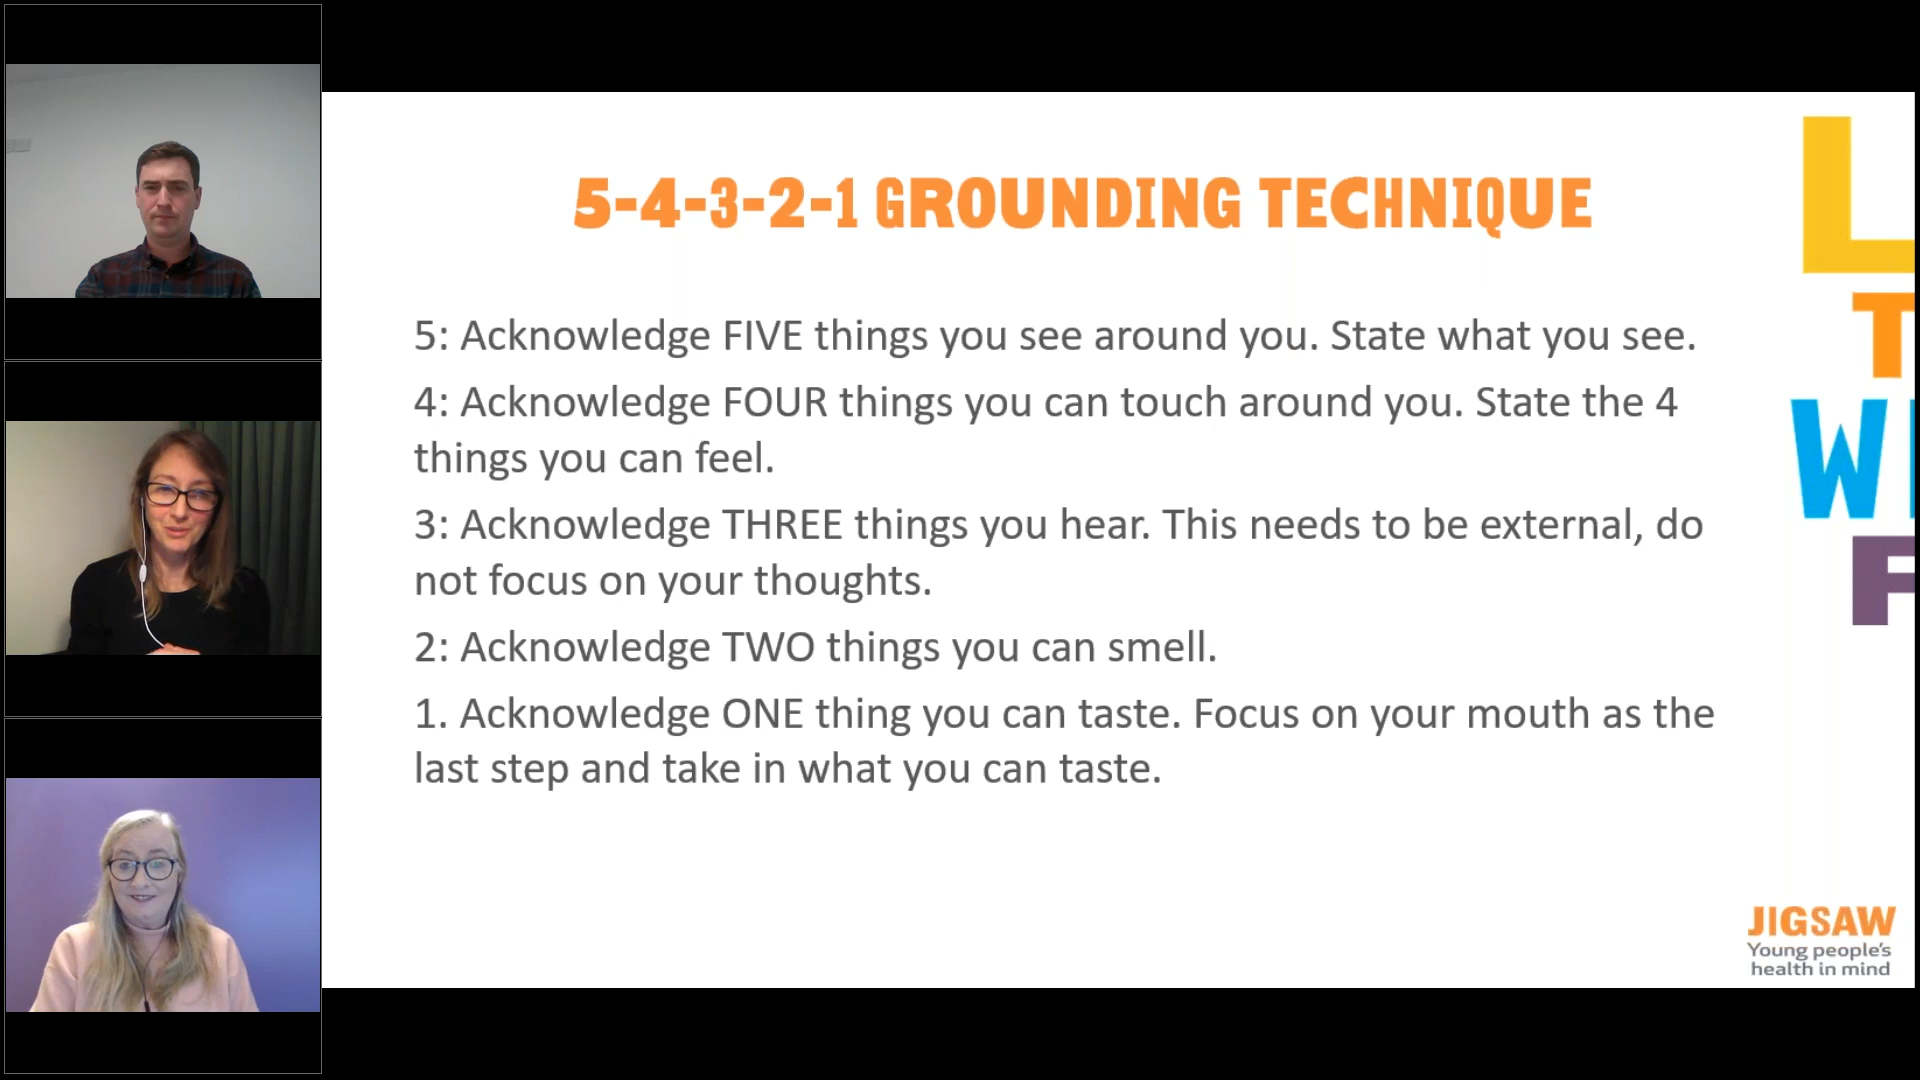 5-4-3-2-1 GROUNDING TECHNIQUE
5: Acknowledge FIVE things you see around you. State what you see.
4: Acknowledge FOUR things you can touch around you. State the 4
things you can feel.
3: Acknowledge THREE things you hear. This needs to be external, do
not focus on your thoughts.
2: Acknowledge TWO things you can smell.
1. Acknowledge ONE thing you can taste. Focus on your mouth as the
last step and take in what you can taste.
L
T
W
F
JIGSAW
Young people's
health in mind